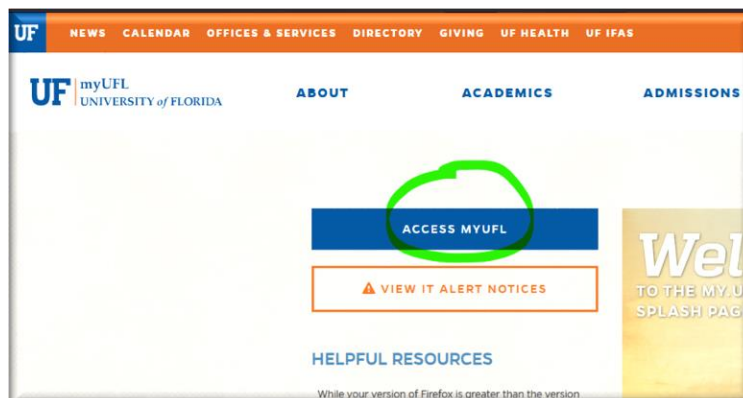 UF NEWS CALENDAR OFFICES & SERVICES DIRECTORY GIVING UF HEALTH UF IFAS
UF myUFL
UNIVERSITY of FLORIDA
ABOUT ACADEMICS ADMISSIONS
ACCESS MYUFL
VIEW IT ALERT NOTICES
Wel
TO THE MY.U
SPLASH PAG
HELPFUL RESOURCES
While your version of Firefox is greater than the version